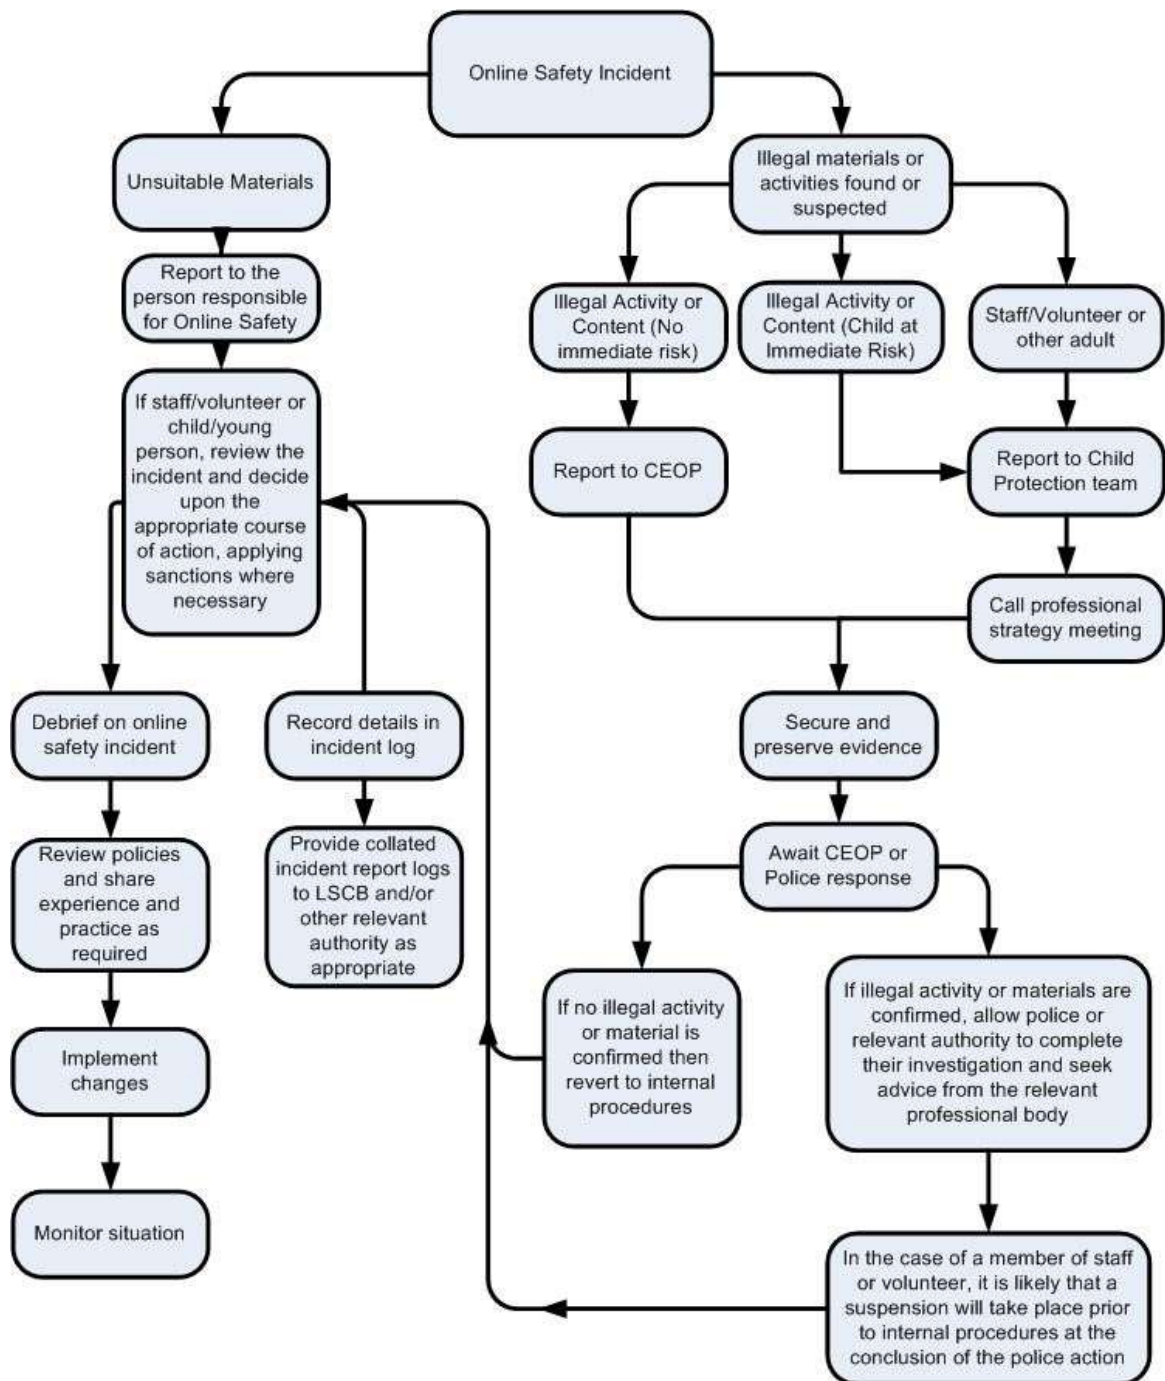 Online Safety Incident
Unsuitable Materials
Illegal materials or
activities found or
suspected
Report to the
person responsible
for Online Safety
Illegal Activity or
Content (No
immediate risk)
Illegal Activity or
Content (Child at
Immediate Risk)
Staff/Volunteer or
other adult
If staff/volunteer or
child/young
person, review the
incident and decide
upon the
appropriate course
of action, applying
sanctions where
necessary
Report to CEOP
Report to Child
Protection team
Call professional
strategy meeting
Debrief on online
safety incident
Record details in
incident log
Secure and
preserve evidence
Review policies
and share
experience and
practice as
required
Provide collated
incident report logs
to LSCB and/or
other relevant
authority as
appropriate
Await CEOP or
Police response
If no illegal activity
or material is
confirmed then
revert to internal
procedures
If illegal activity or materials are
confirmed, allow police or
relevant authority to complete
their investigation and seek
advice from the relevant
professional body
Implement
changes
Monitor situation
In the case of a member of staff
or volunteer, it is likely that a
suspension will take place prior
to internal procedures at the
conclusion of the police action